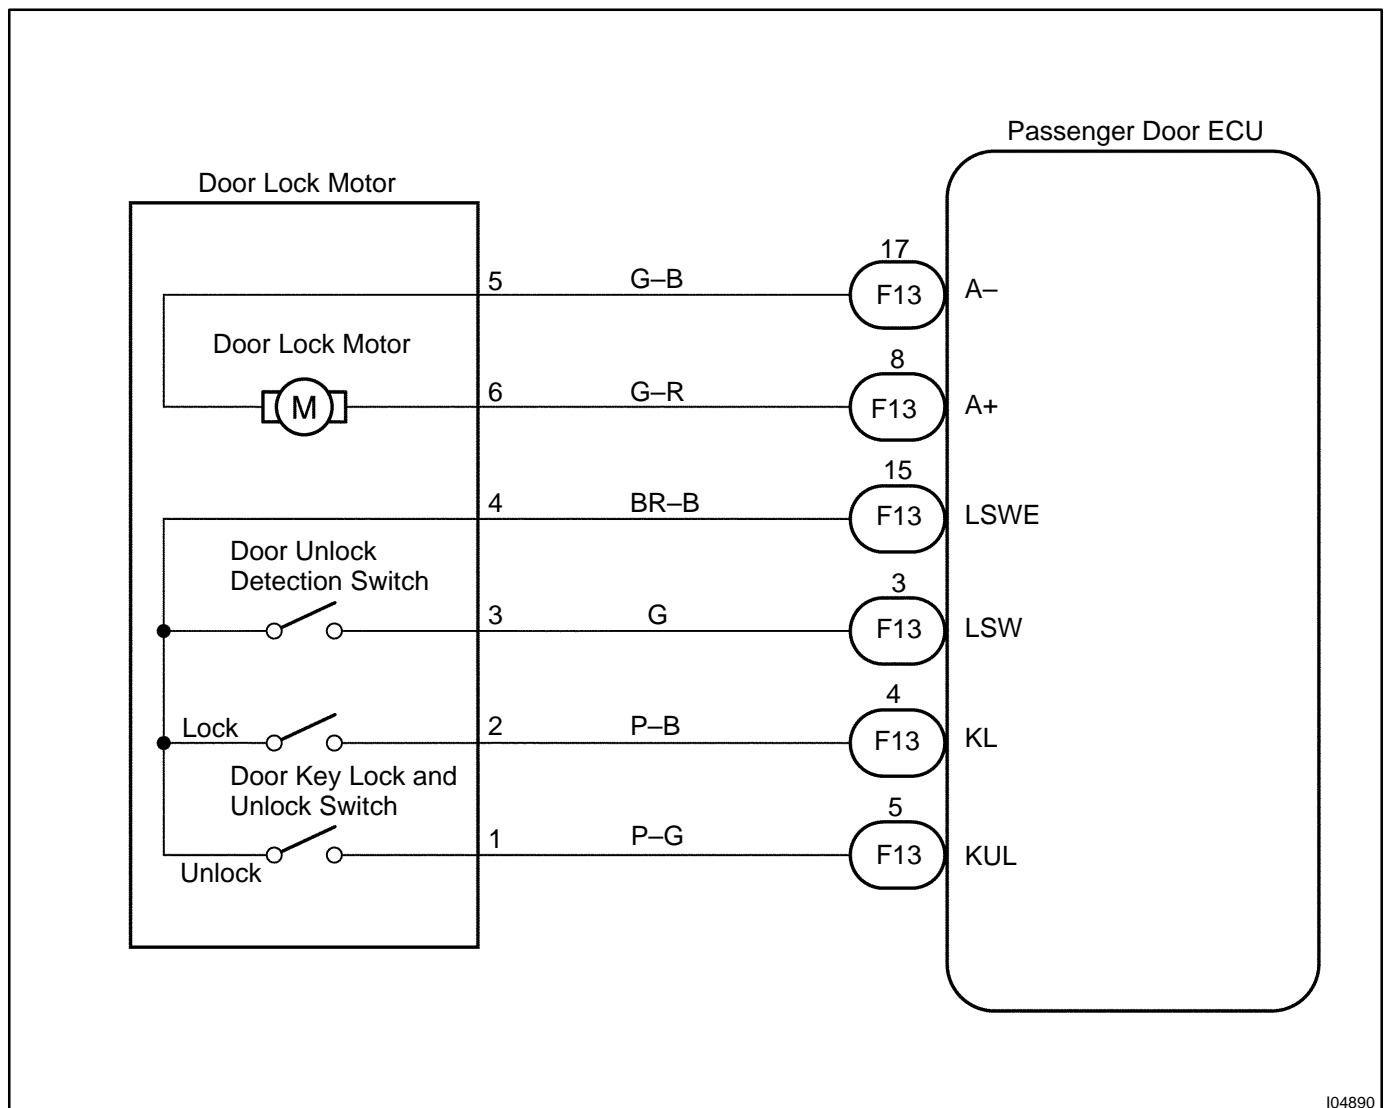 Passenger Door ECU
Door Lock Motor
17
5 G–B F13 A–
Door Lock Motor
8
M 6 G–R F13 A+
15
4 BR–B F13 LSWE
Door Unlock
Detection Switch
3
3 G F13 LSW
4
Lock 2 P–B F13 KL
Door Key Lock and
Unlock Switch
5
1 P–G F13 KUL
Unlock
I04890